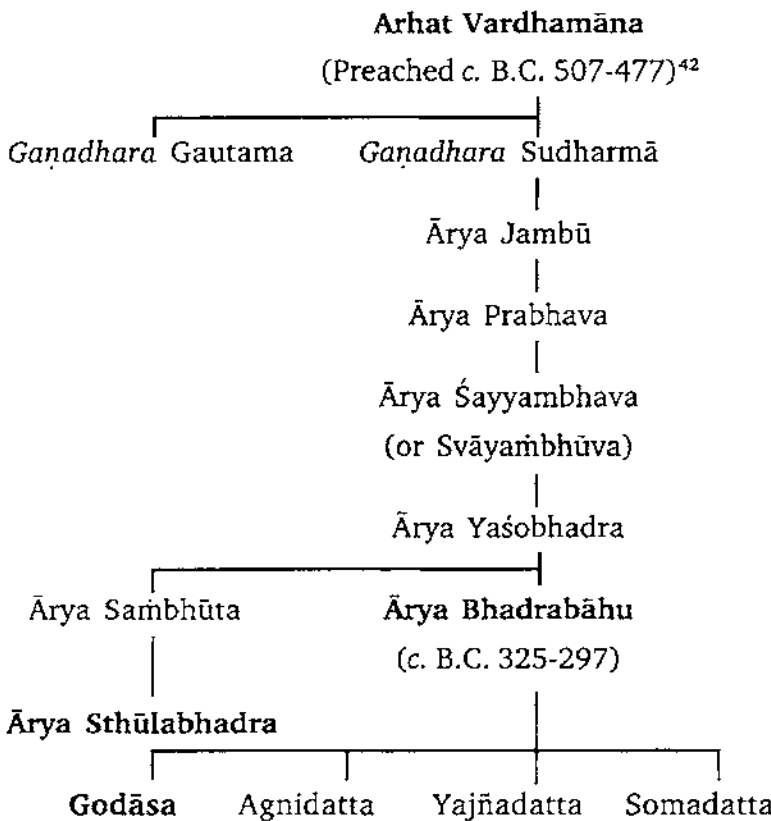 Arhat Vardhamāna
(Preached c. B.C. 507-477)⁴²
Gaṇadhara Gautama Gaṇadhara Sudharmā
Ārya Jambū
Ārya Prabhava
Ārya Śayyambhava
(or Svāyaṁbhūva)
Ārya Yaśobhadra
Ārya Saṁbhūta Ārya Bhadrabāhu
(c. B.C. 325-297)
Ārya Sthūlabhadra
Godāsa Agnidatta Yajñadatta Somadatta